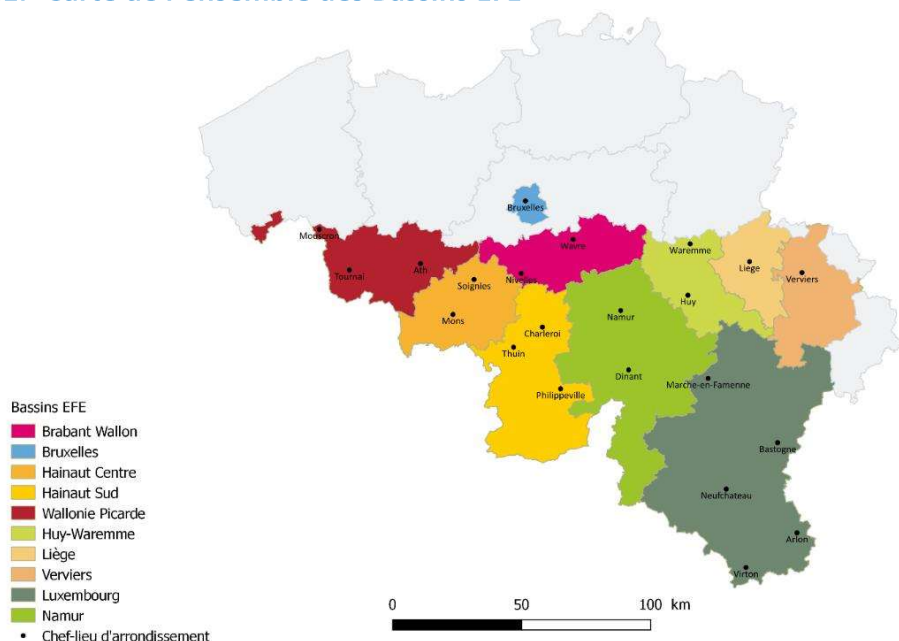 Bruxelles
Mouscron
Wavre
Waremme
Tournai
Ath
Nivelles
Liège
Verviers
Soignies
Huy
Mons
Namur
Charleroi
Thuin
Dinant
Marche-en-Famenne
Philippeville
Bastogne
Neufchateau
Arlon
Virton
Bassins EFE
Brabant Wallon
Bruxelles
Hainaut Centre
Hainaut Sud
Wallonie Picarde
Huy-Waremme
Liège
Verviers
Luxembourg
Namur
Chef-lieu d'arrondissement
0 50 100 km